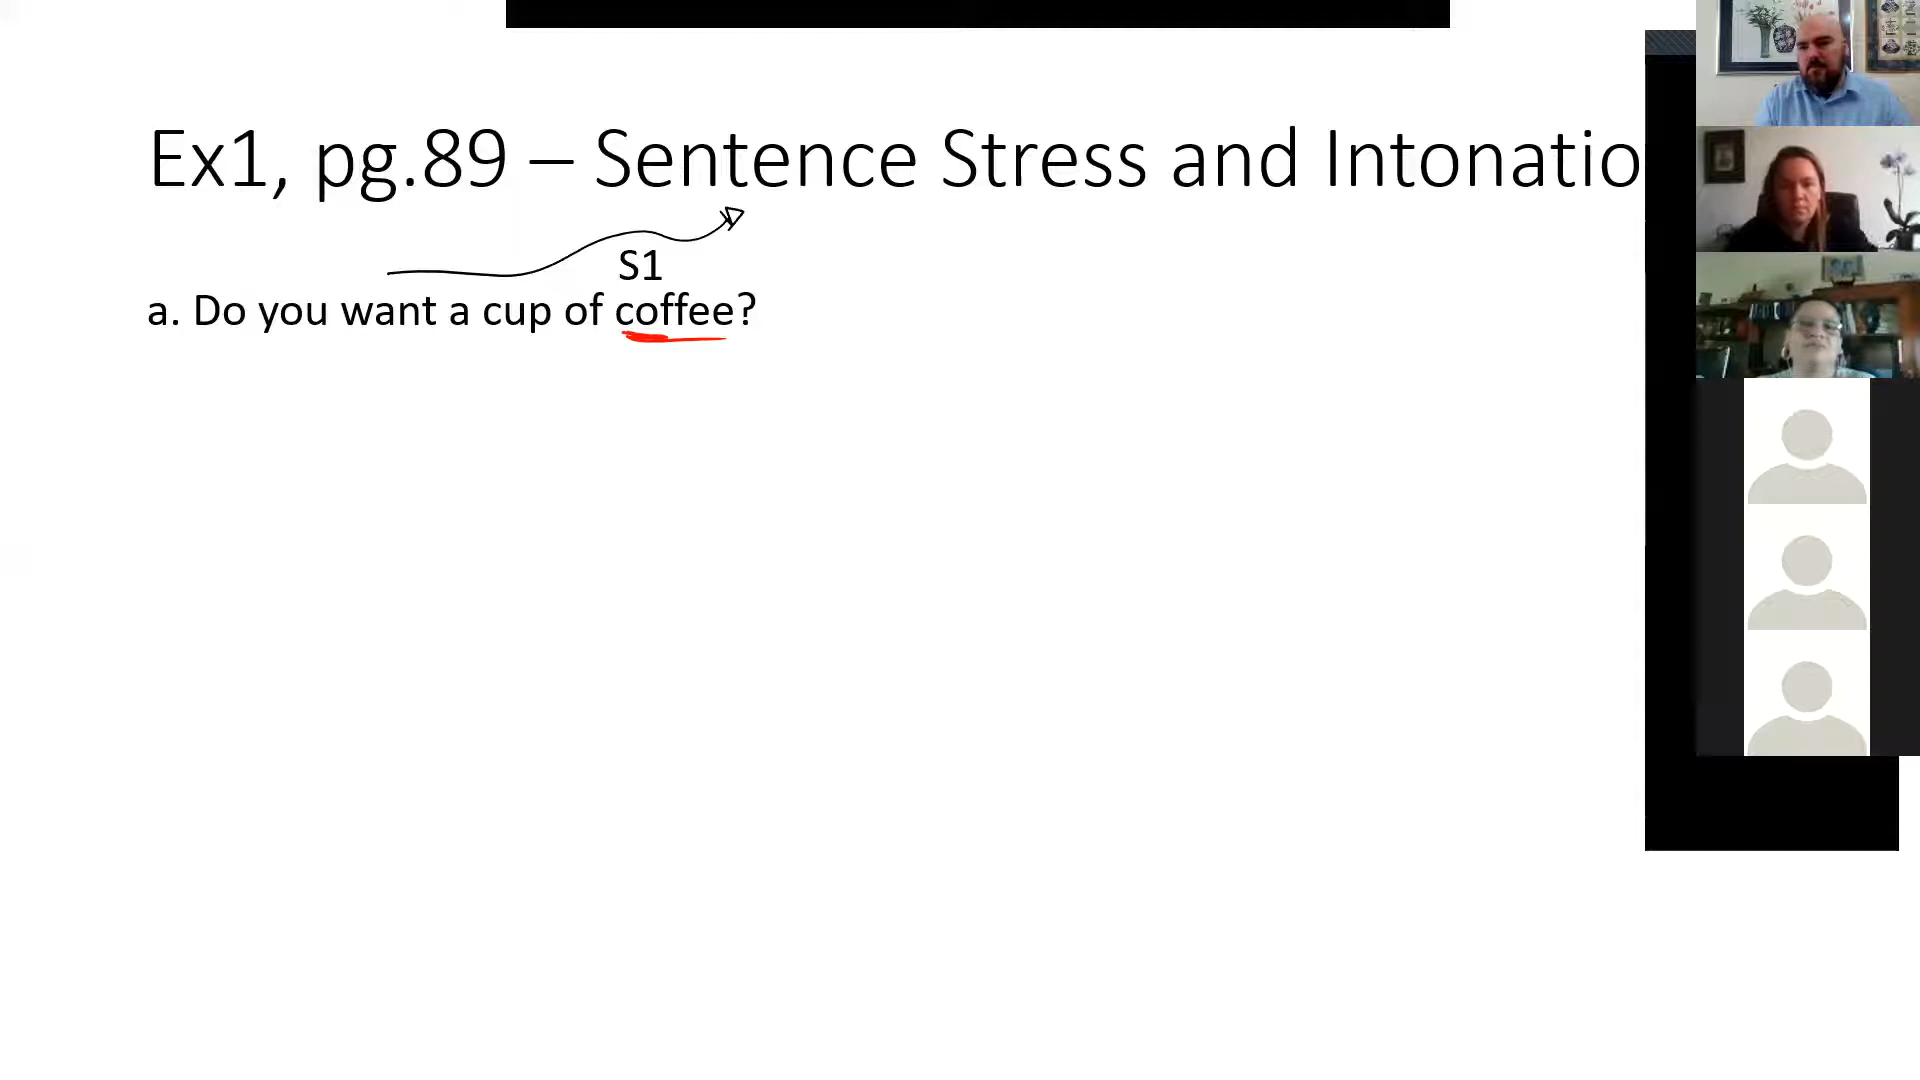 Ex1, pg.89 – Sentence Stress and Intonatio
S1
a. Do you want a cup of coffee?